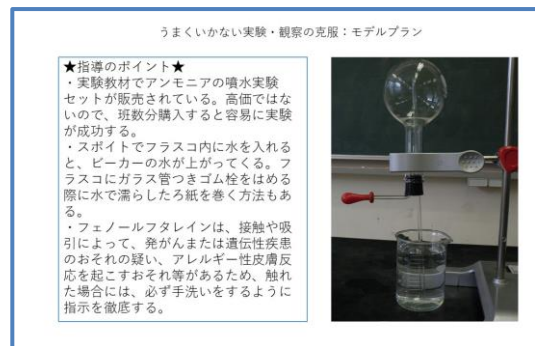 うまくいかない実験・観察の克服：モデルプラン
★指導のポイント★
・実験教材でアンモニアの噴水実験
セットが販売されている。高価ではな
いので、班数分購入すると容易に実験
が成功する。
・スポイトでフラスコ内に水を入れる
と、ビーカーの水が上がってくる。フ
ラスコにガラス管つきゴム栓をはめる
際に水で濡らしたろ紙を巻く方法もあ
る。
・フェノールフタレインは、接触や吸
引によって、発がんまたは遺伝性疾患
のおそれの疑い、アレルギー性皮膚反
応を起こすおそれ等があるため、触れ
た場合には、必ず手洗いをするように
指示を徹底する。